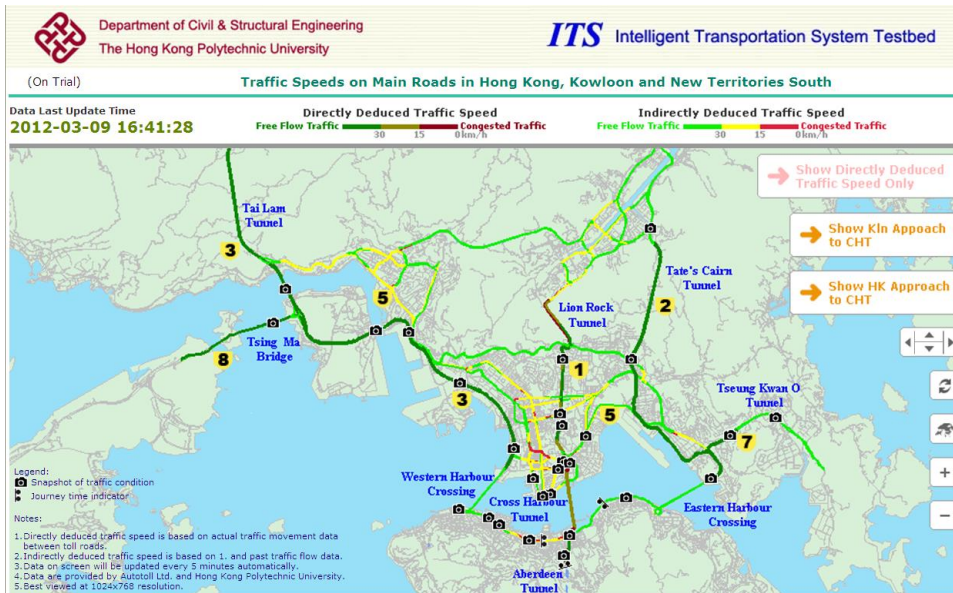 Department of Civil & Structural Engineering
The Hong Kong Polytechnic University
ITS Intelligent Transportation System Testbed
(On Trial)
Traffic Speeds on Main Roads in Hong Kong, Kowloon and New Territories South
Data Last Update Time
2012-03-09 16:41:28
Directly Deduced Traffic Speed
Free Flow Traffic
Congested Traffic
30 15 0km/h
Indirectly Deduced Traffic Speed
Free Flow Traffic
Congested Traffic
30 15 0km/h
Show Directly Deduced
Traffic Speed Only
Show Kln Appoach
to CHT
Show HK Approach
to CHT
Tai Lam
Tunnel
3
5
Tate's Cairn
Tunnel
2
Lion Rock
Tunnel
Tsing Ma
Bridge
8
1
3
5
Tseung Kwan O
Tunnel
7
Western Harbour
Crossing
Cross Harbour
Tunnel
Eastern Harbour
Crossing
Aberdeen
Tunnel
Legend:
Snapshot of traffic condition
Journey time indicator
Notes:
1.Directly deduced traffic speed is based on actual traffic movement data
between toll roads.
2.Indirectly deduced traffic speed is based on 1. and past traffic flow data.
3.Data on screen will be updated every 5 minutes automatically.
4.Data are provided by Autotoll Ltd. and Hong Kong Polytechnic University.
5.Best viewed at 1024x768 resolution.
+
−